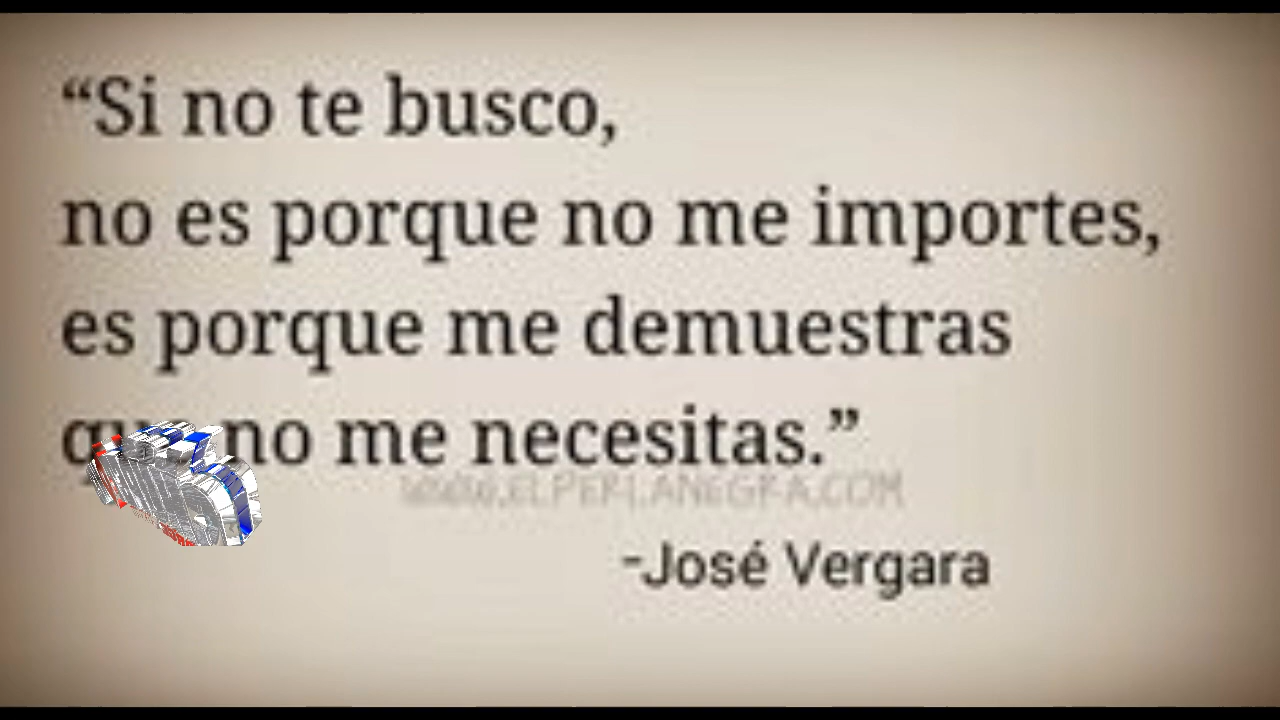 “Si no te busco,
no es porque no me importes,
es porque me demuestras
que no me necesitas.”
-José Vergara